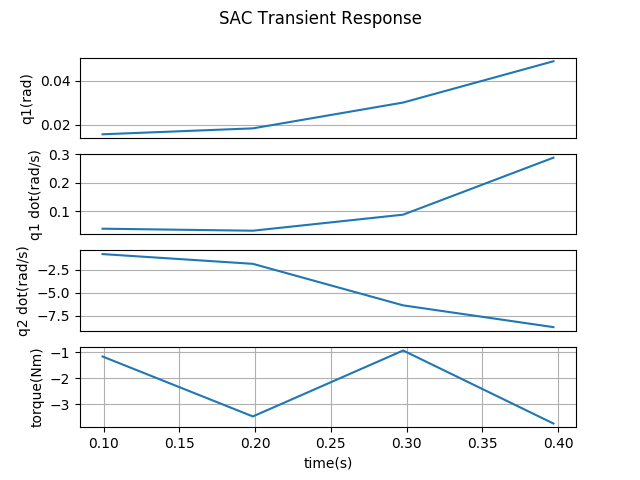 SAC Transient Response
q1(rad)
0.04
0.02
q1 dot(rad/s)
0.3
0.2
0.1
q2 dot(rad/s)
−2.5
−5.0
−7.5
torque(Nm)
−1
−2
−3
0.10 0.15 0.20 0.25 0.30 0.35 0.40
time(s)